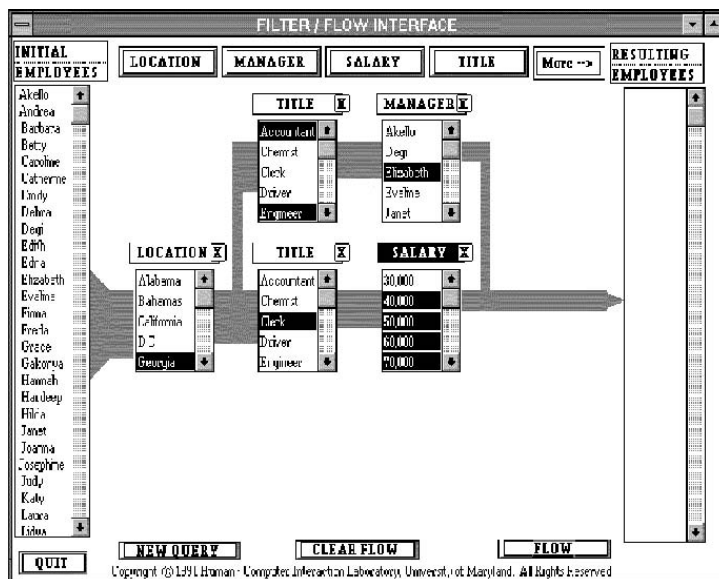 FILTER / FLOW INTERFACE
INITIAL
EMPLOYEES
LOCATION
MANAGER
SALARY
TITLE
More -->
RESULTING
EMPLOYEES
Akello
Andrea
Barbara
Betty
Caroline
Catherine
Cindy
Debra
Degi
Edith
Edna
Elizabeth
Eveline
Fiona
Freda
Grace
Gakonya
Hannah
Hardeep
Hilda
Janet
Joanna
Josephine
Judy
Katy
Laura
Lidwa
TITLE X
Accountant
Chemist
Clerk
Driver
Engineer
MANAGER X
Akello
Degi
Elizabeth
Eveline
Janet
LOCATION X
Alabama
Bahamas
California
D C
Georgia
TITLE X
Accountant
Chemist
Clerk
Driver
Engineer
SALARY X
30,000
40,000
50,000
60,000
70,000
NEW QUERY
CLEAR FLOW
FLOW
QUIT
Copyright © 1991 Human - Computer Interaction Laboratory, University of Maryland. All Rights Reserved